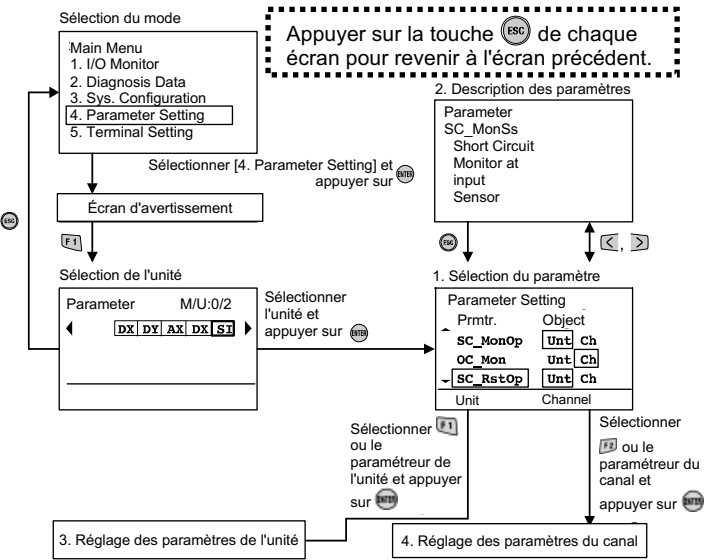 Sélection du mode
Appuyer sur la touche ESC de chaque
écran pour revenir à l'écran précédent.
Main Menu
1. I/O Monitor
2. Diagnosis Data
3. Sys. Configuration
4. Parameter Setting
5. Terminal Setting
2. Description des paramètres
Parameter
SC_MonSs
Short Circuit
Monitor at
input
Sensor
Sélectionner [4. Parameter Setting] et
appuyer sur ENTER
Écran d'avertissement
ESC
F1
ESC
< , >
Sélection de l'unité
Parameter M/U:0/2
DX DY AX DX SI
Sélectionner
l'unité et
appuyer sur ENTER
1. Sélection du paramètre
Parameter Setting
Prmtr. Object
SC_MonOp Unt Ch
OC_Mon Unt Ch
SC_RstOp Unt Ch
Unit Channel
Sélectionner F1
ou le
paramétreur de
l'unité et appuyer
sur ENTER
Sélectionner
F2 ou le
paramétreur du
canal et
appuyer sur ENTER
3. Réglage des paramètres de l'unité
4. Réglage des paramètres du canal